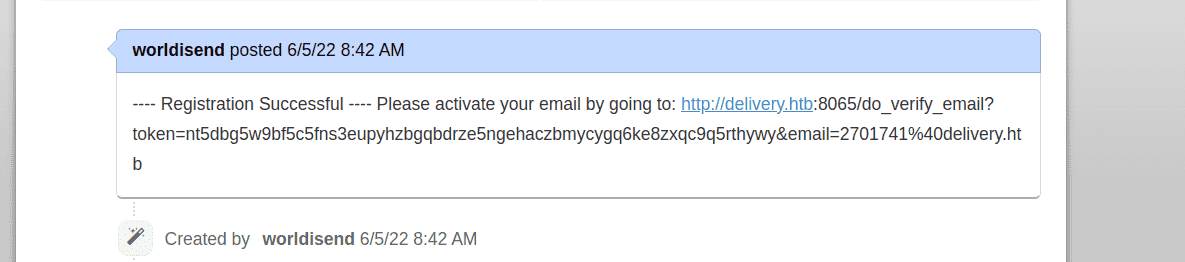 worldisend posted 6/5/22 8:42 AM
---- Registration Successful ---- Please activate your email by going to: http://delivery.htb:8065/do_verify_email?
token=nt5dbg5w9bf5c5fns3eupyhzbgqbdrze5ngehaczbmycygq6ke8zxqc9q5rthywy&email=2701741%40delivery.ht
b
Created by worldisend 6/5/22 8:42 AM